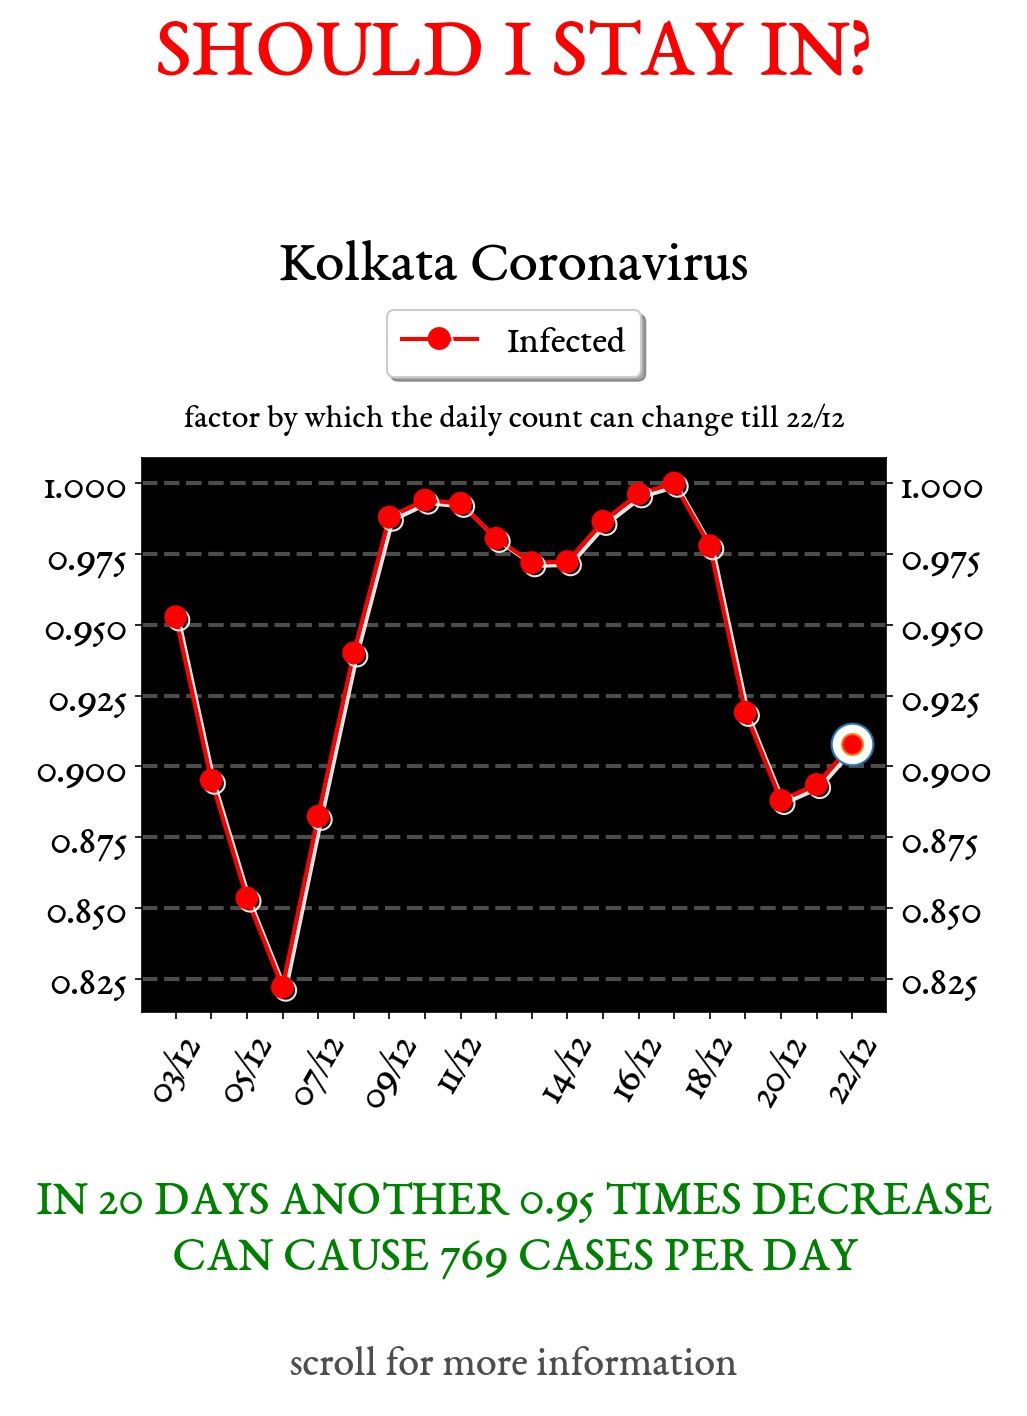 SHOULD I STAY IN?
Kolkata Coronavirus
Infected
factor by which the daily count can change till 22/12
1.000 1.000
0.975 0.975
0.950 0.950
0.925 0.925
0.900 0.900
0.875 0.875
0.850 0.850
0.825 0.825
03/12 05/12 07/12 09/12 11/12 14/12 16/12 18/12 20/12 22/12
IN 20 DAYS ANOTHER 0.95 TIMES DECREASE
CAN CAUSE 769 CASES PER DAY
scroll for more information